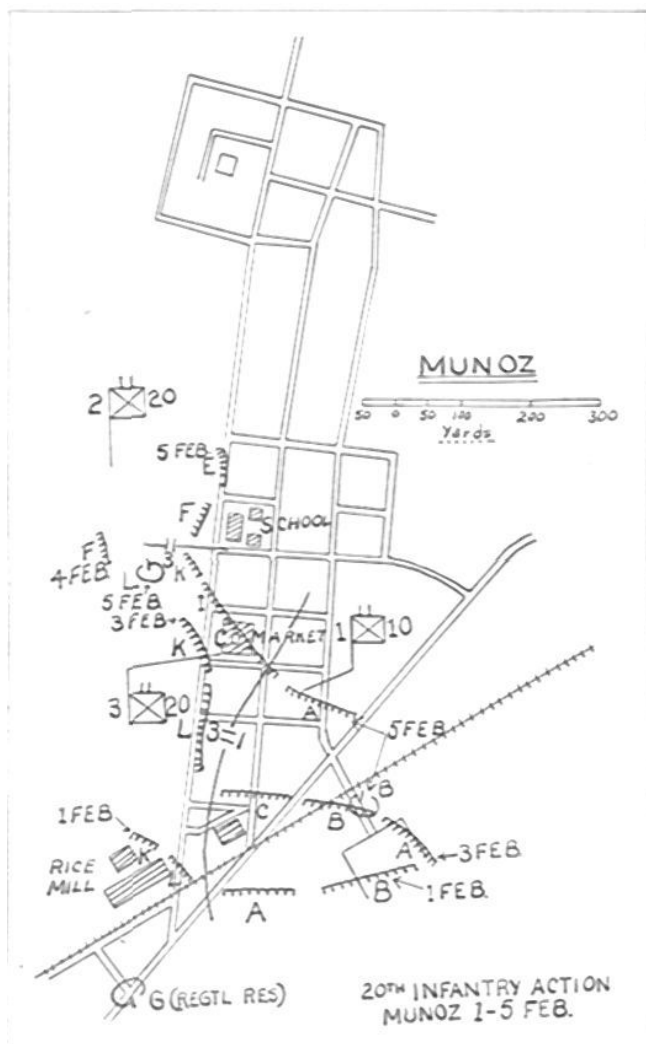 MUNOZ
50 0 50 100 200 300
Yards
2 20
5 FEB
E
F
SCHOOL
F
4 FEB.
3
K
L
G
5 FEB
3 FEB
I
K
C MARKET
1 10
3 20
L
3=1
A
5 FEB
B
C
B
A
3 FEB.
1 FEB
K
L
RICE
MILL
A
B
1 FEB.
G (REGTL RES)
20TH INFANTRY ACTION
MUNOZ 1-5 FEB.